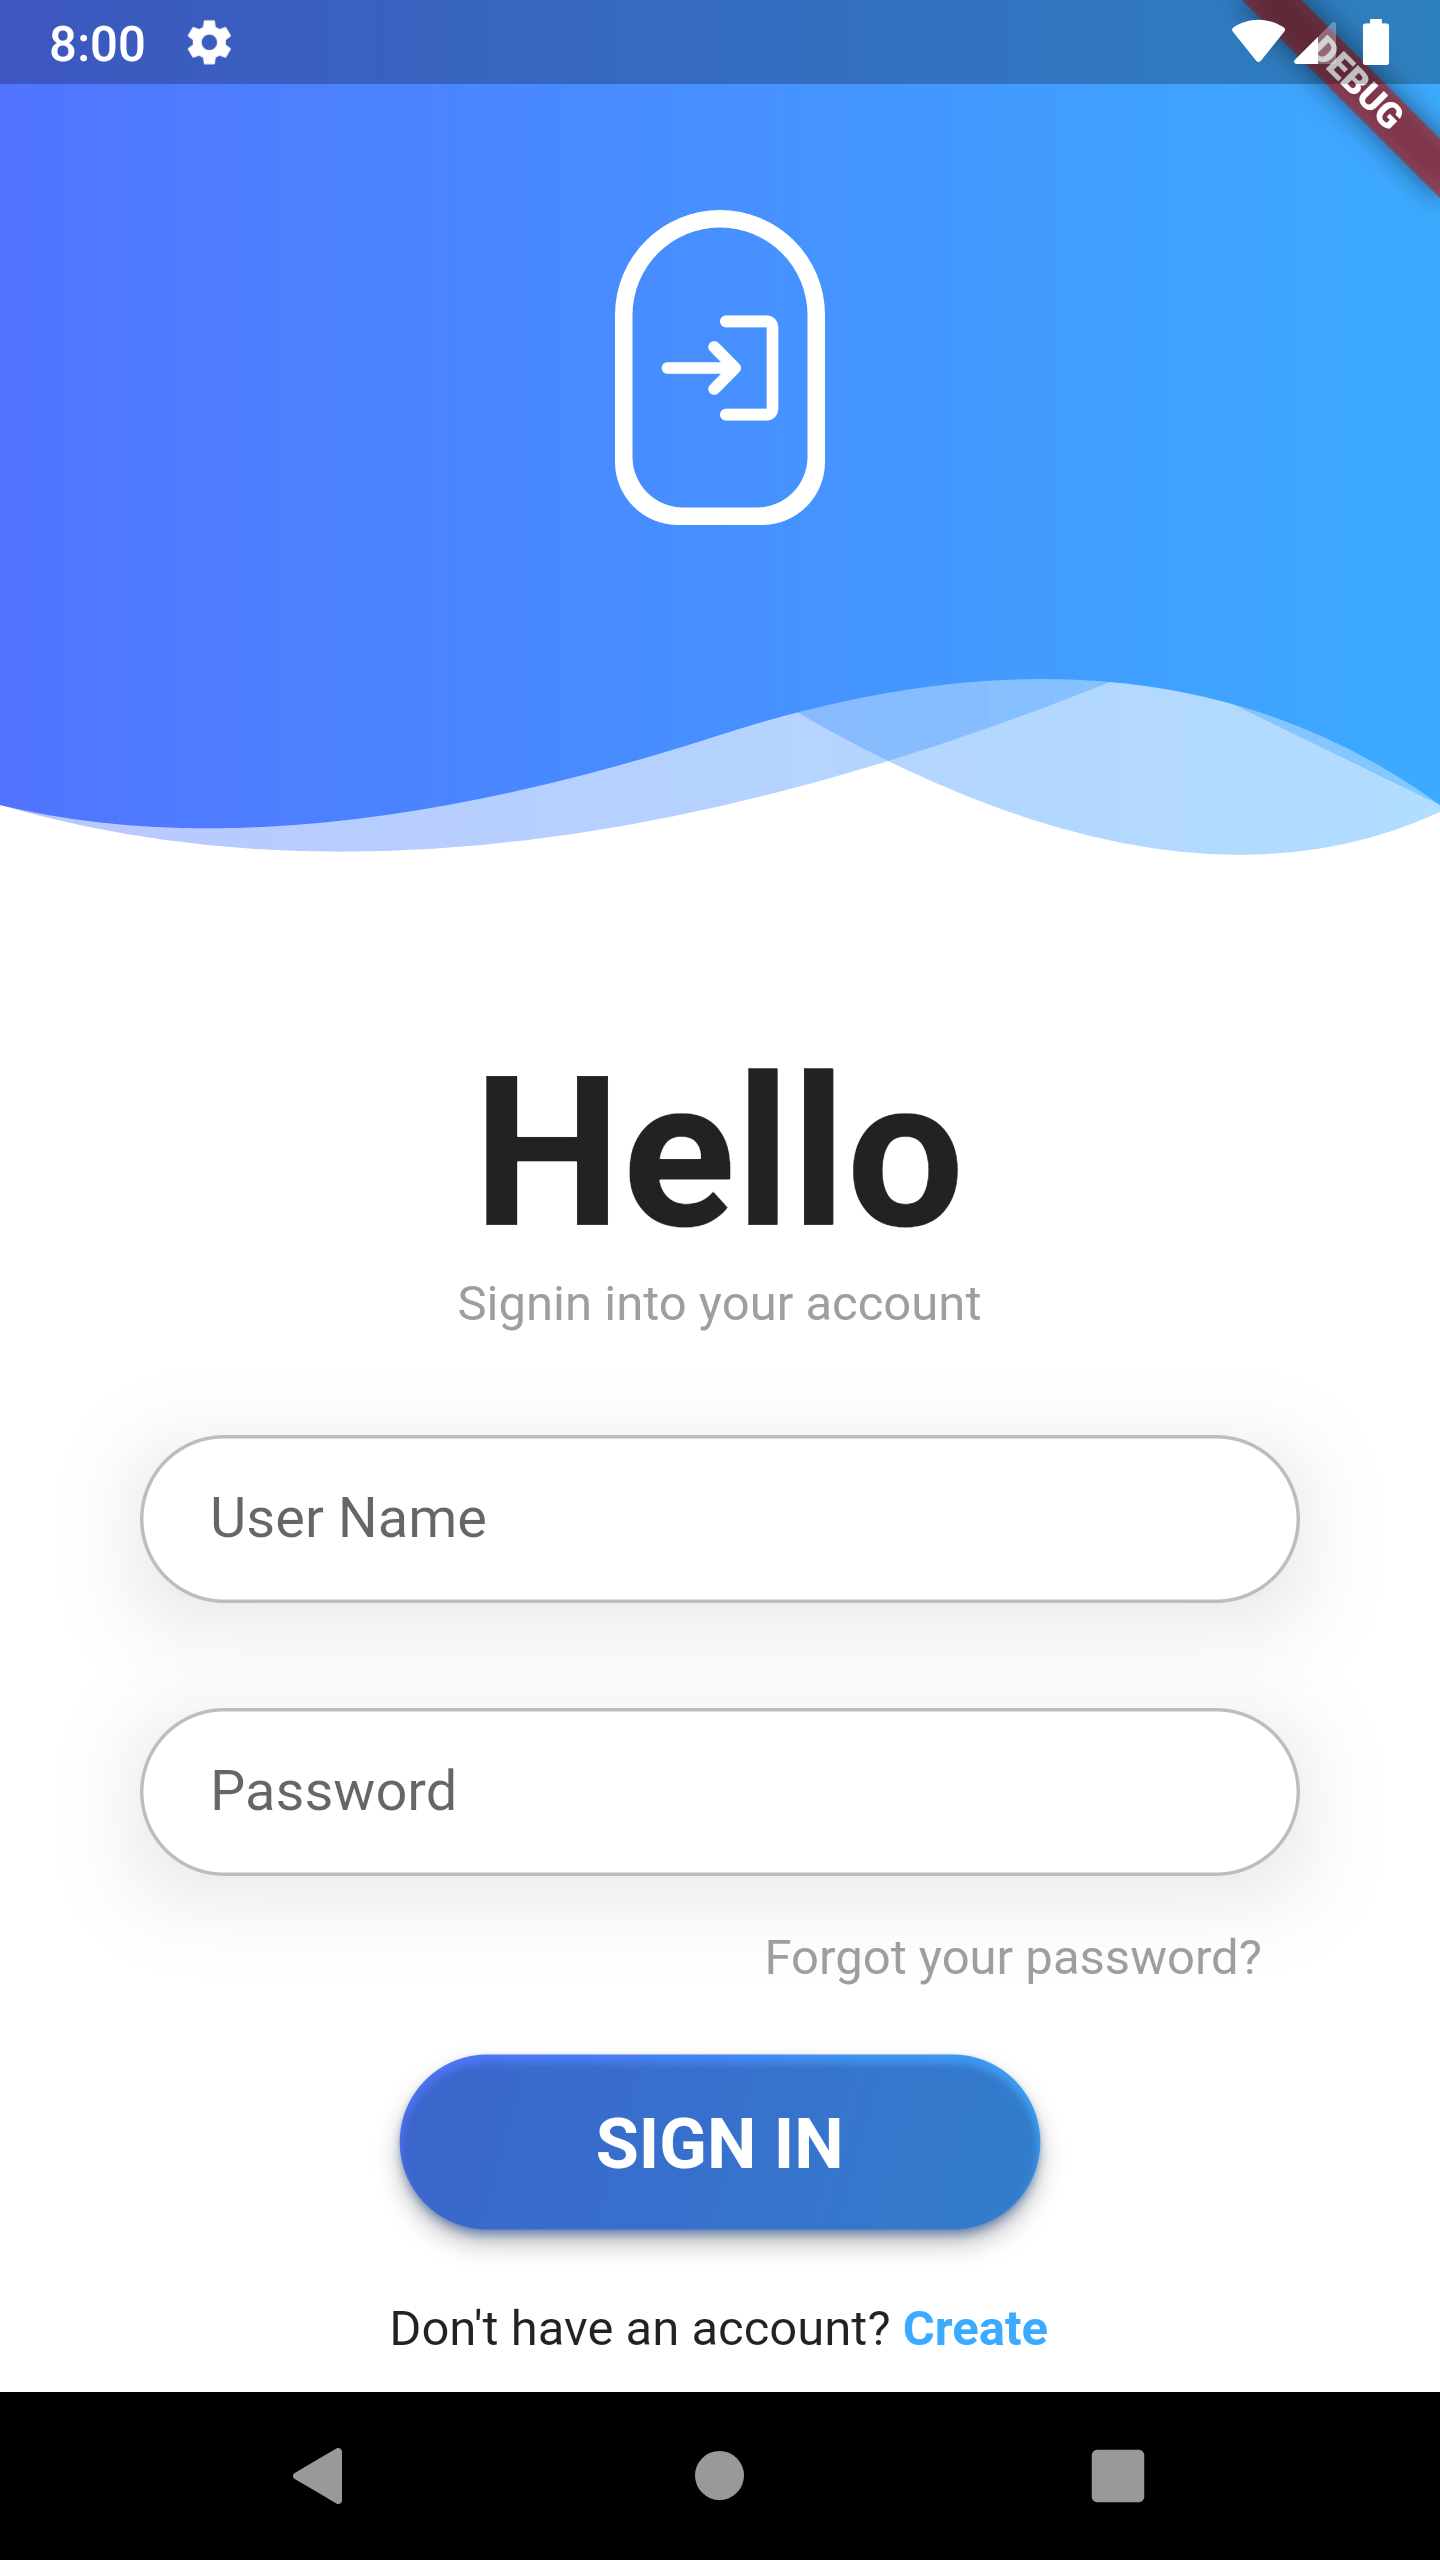 8:00
DEBUG
Hello
Signin into your account
User Name
Password
Forgot your password?
SIGN IN
Don't have an account? Create